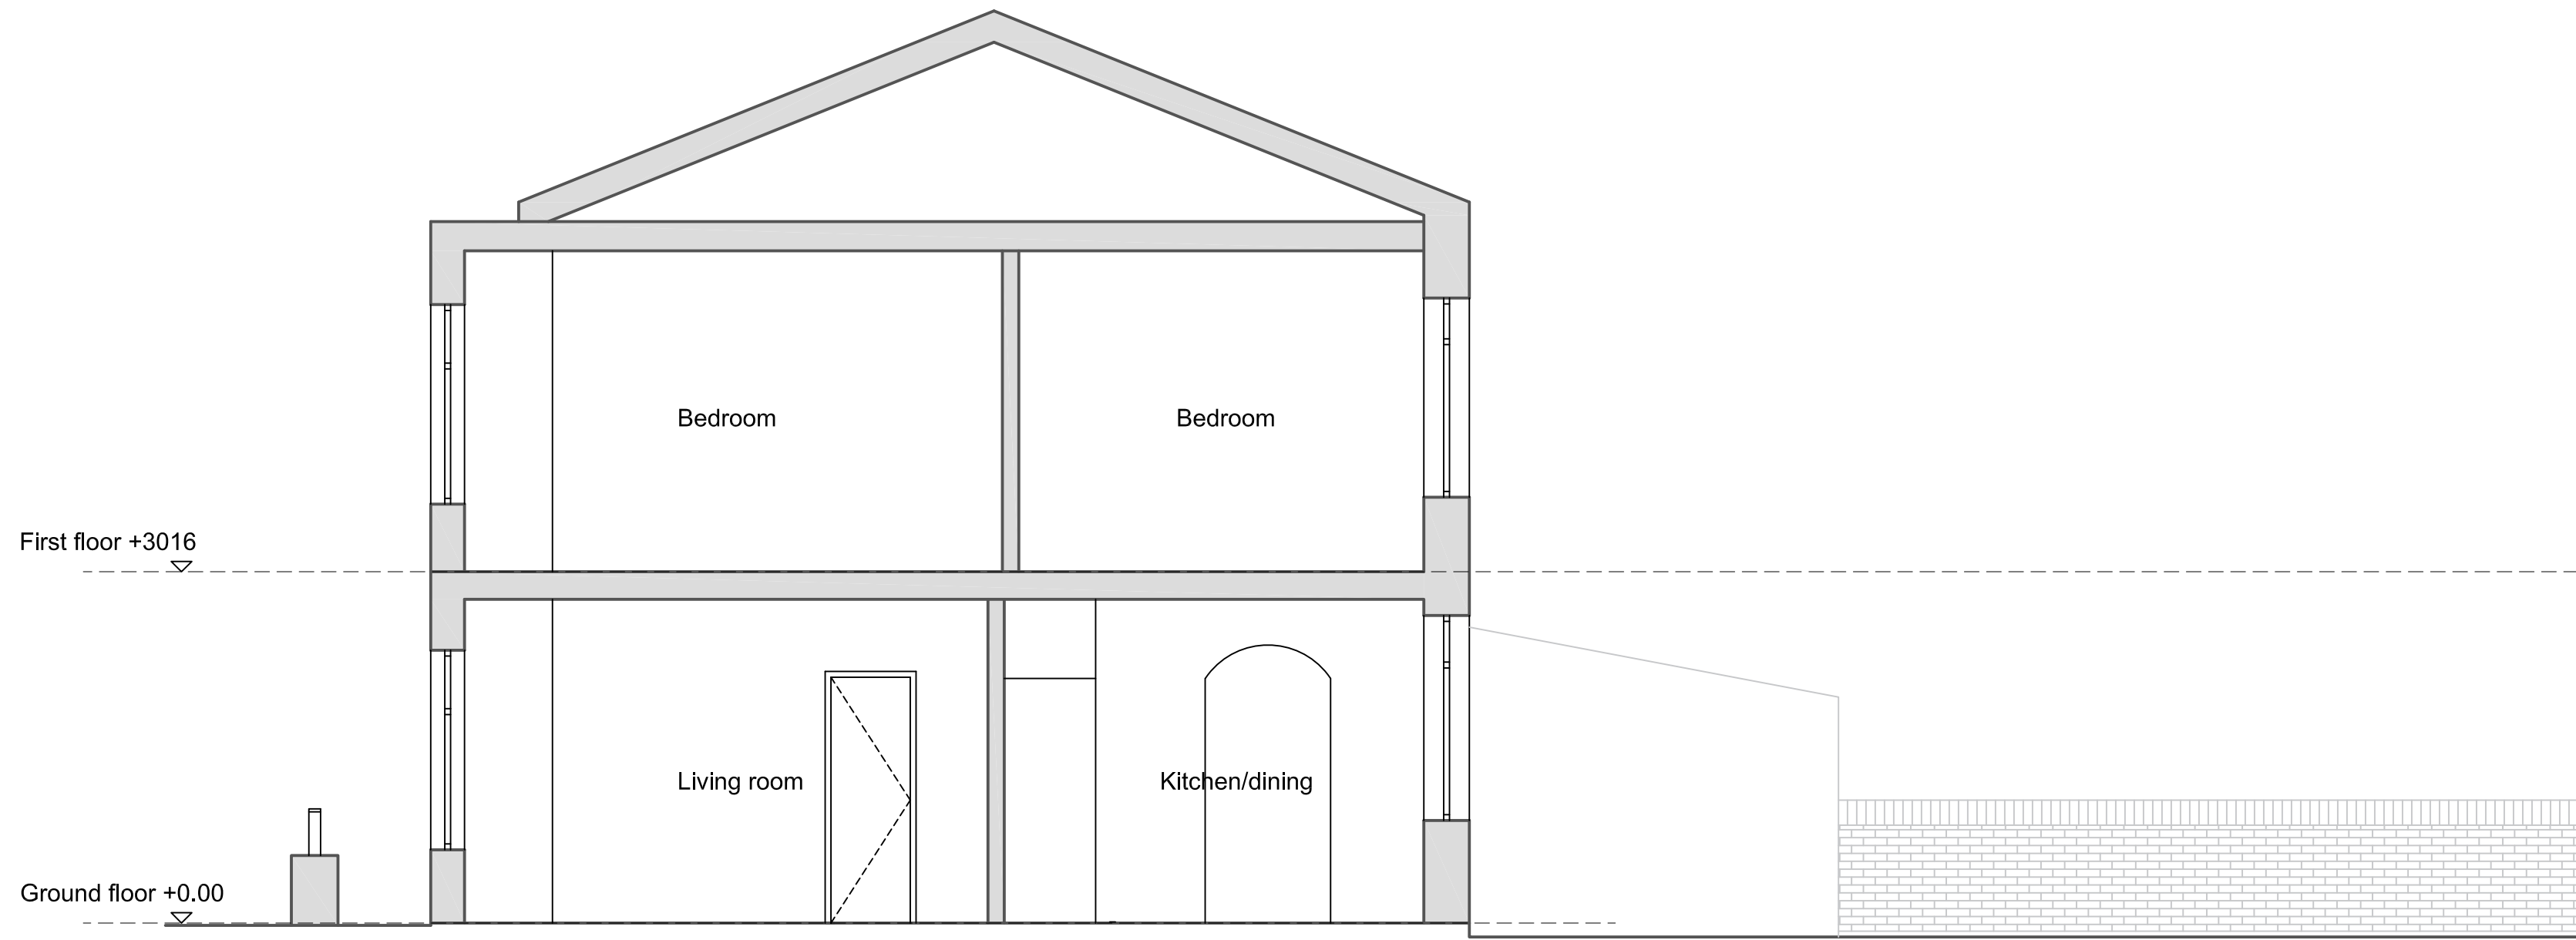 Bedroom
Bedroom
First floor +3016
Living room
Kitchen/dining
Ground floor +0.00